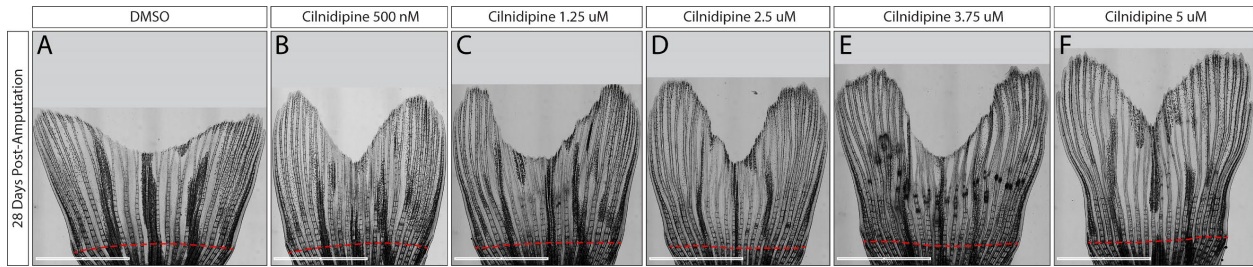 DMSO
Cilnidipine 500 nM
Cilnidipine 1.25 uM
Cilnidipine 2.5 uM
Cilnidipine 3.75 uM
Cilnidipine 5 uM
28 Days Post-Amputation
A
B
C
D
E
F